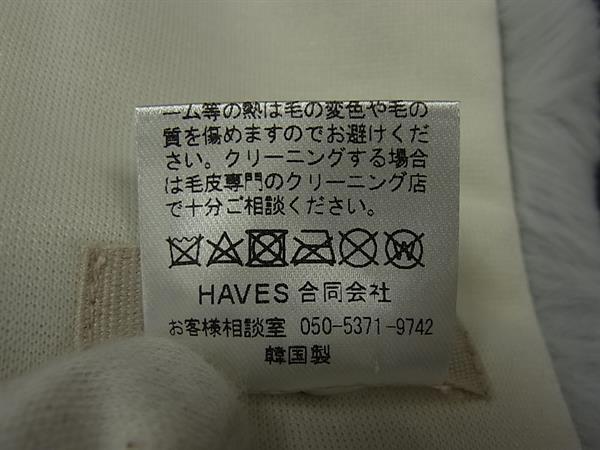 ーム等の熱は毛の変色や毛の
質を傷めますのでお避けくだ
さい。クリーニングする場合
は毛皮専門のクリーニング店
で十分ご相談ください。
W
HAVES 合同会社
お客様相談室 050-5371-9742
韓国製